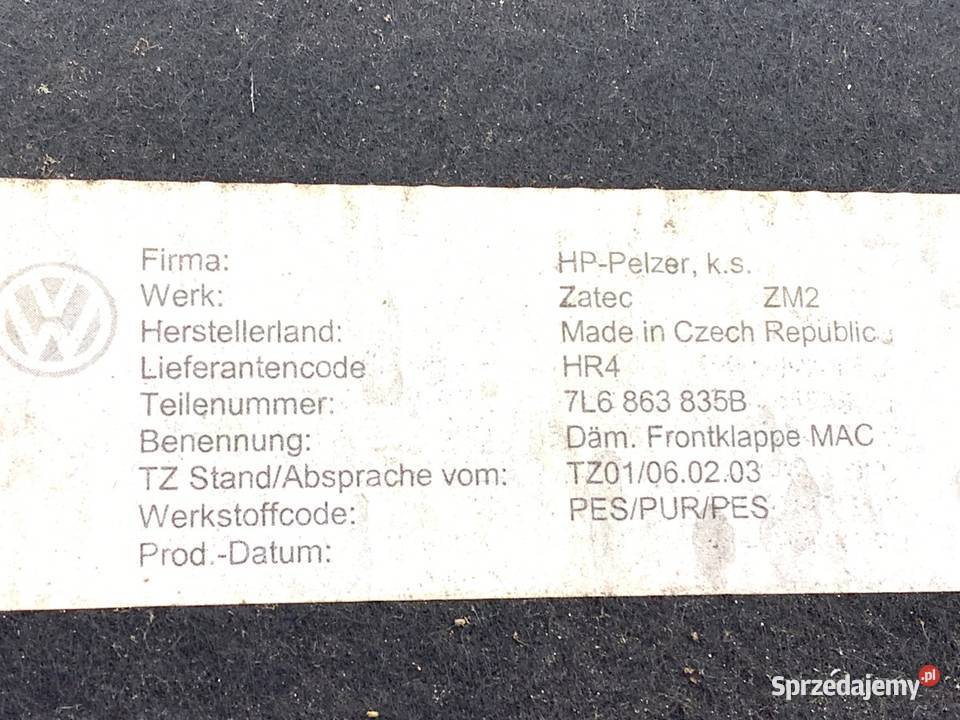 Firma: HP-Pelzer, k.s.
Werk: Zatec ZM2
Herstellerland: Made in Czech Republic
Lieferantencode HR4
Teilenummer: 7L6 863 835B
Benennung: Däm. Frontklappe MAC
TZ Stand/Absprache vom: TZ01/06.02.03
Werkstoffcode: PES/PUR/PES
Prod.-Datum:
Sprzedajemy.pl